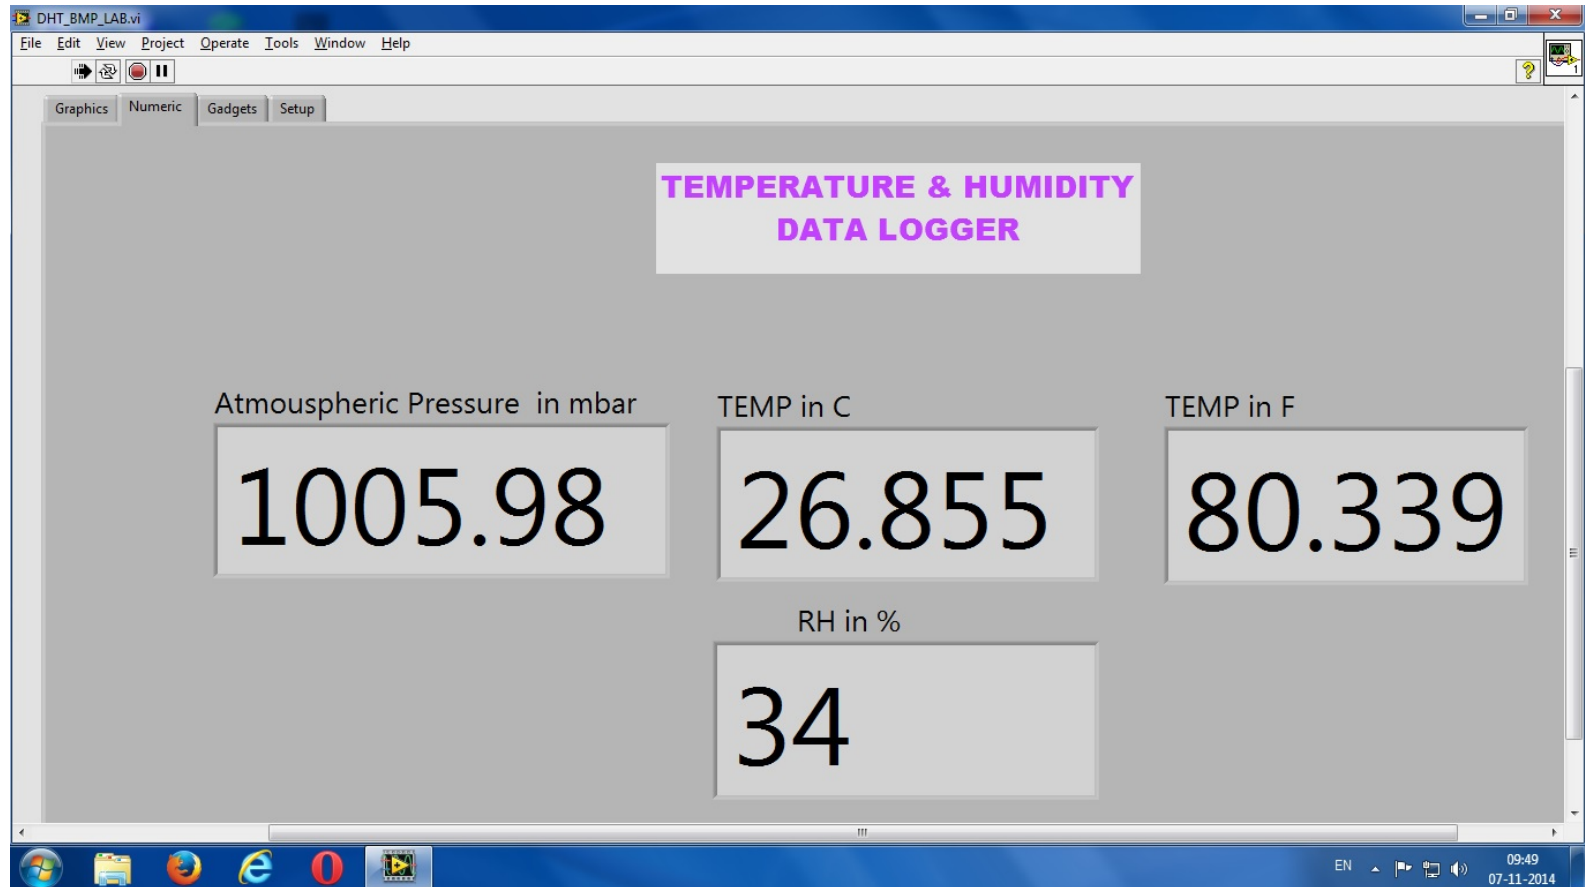 DHT_BMP_LAB.vi
File Edit View Project Operate Tools Window Help
1
Graphics Numeric Gadgets Setup
TEMPERATURE & HUMIDITY
DATA LOGGER
Atmouspheric Pressure in mbar
1005.98
TEMP in C
26.855
TEMP in F
80.339
RH in %
34
EN
09:49
07-11-2014